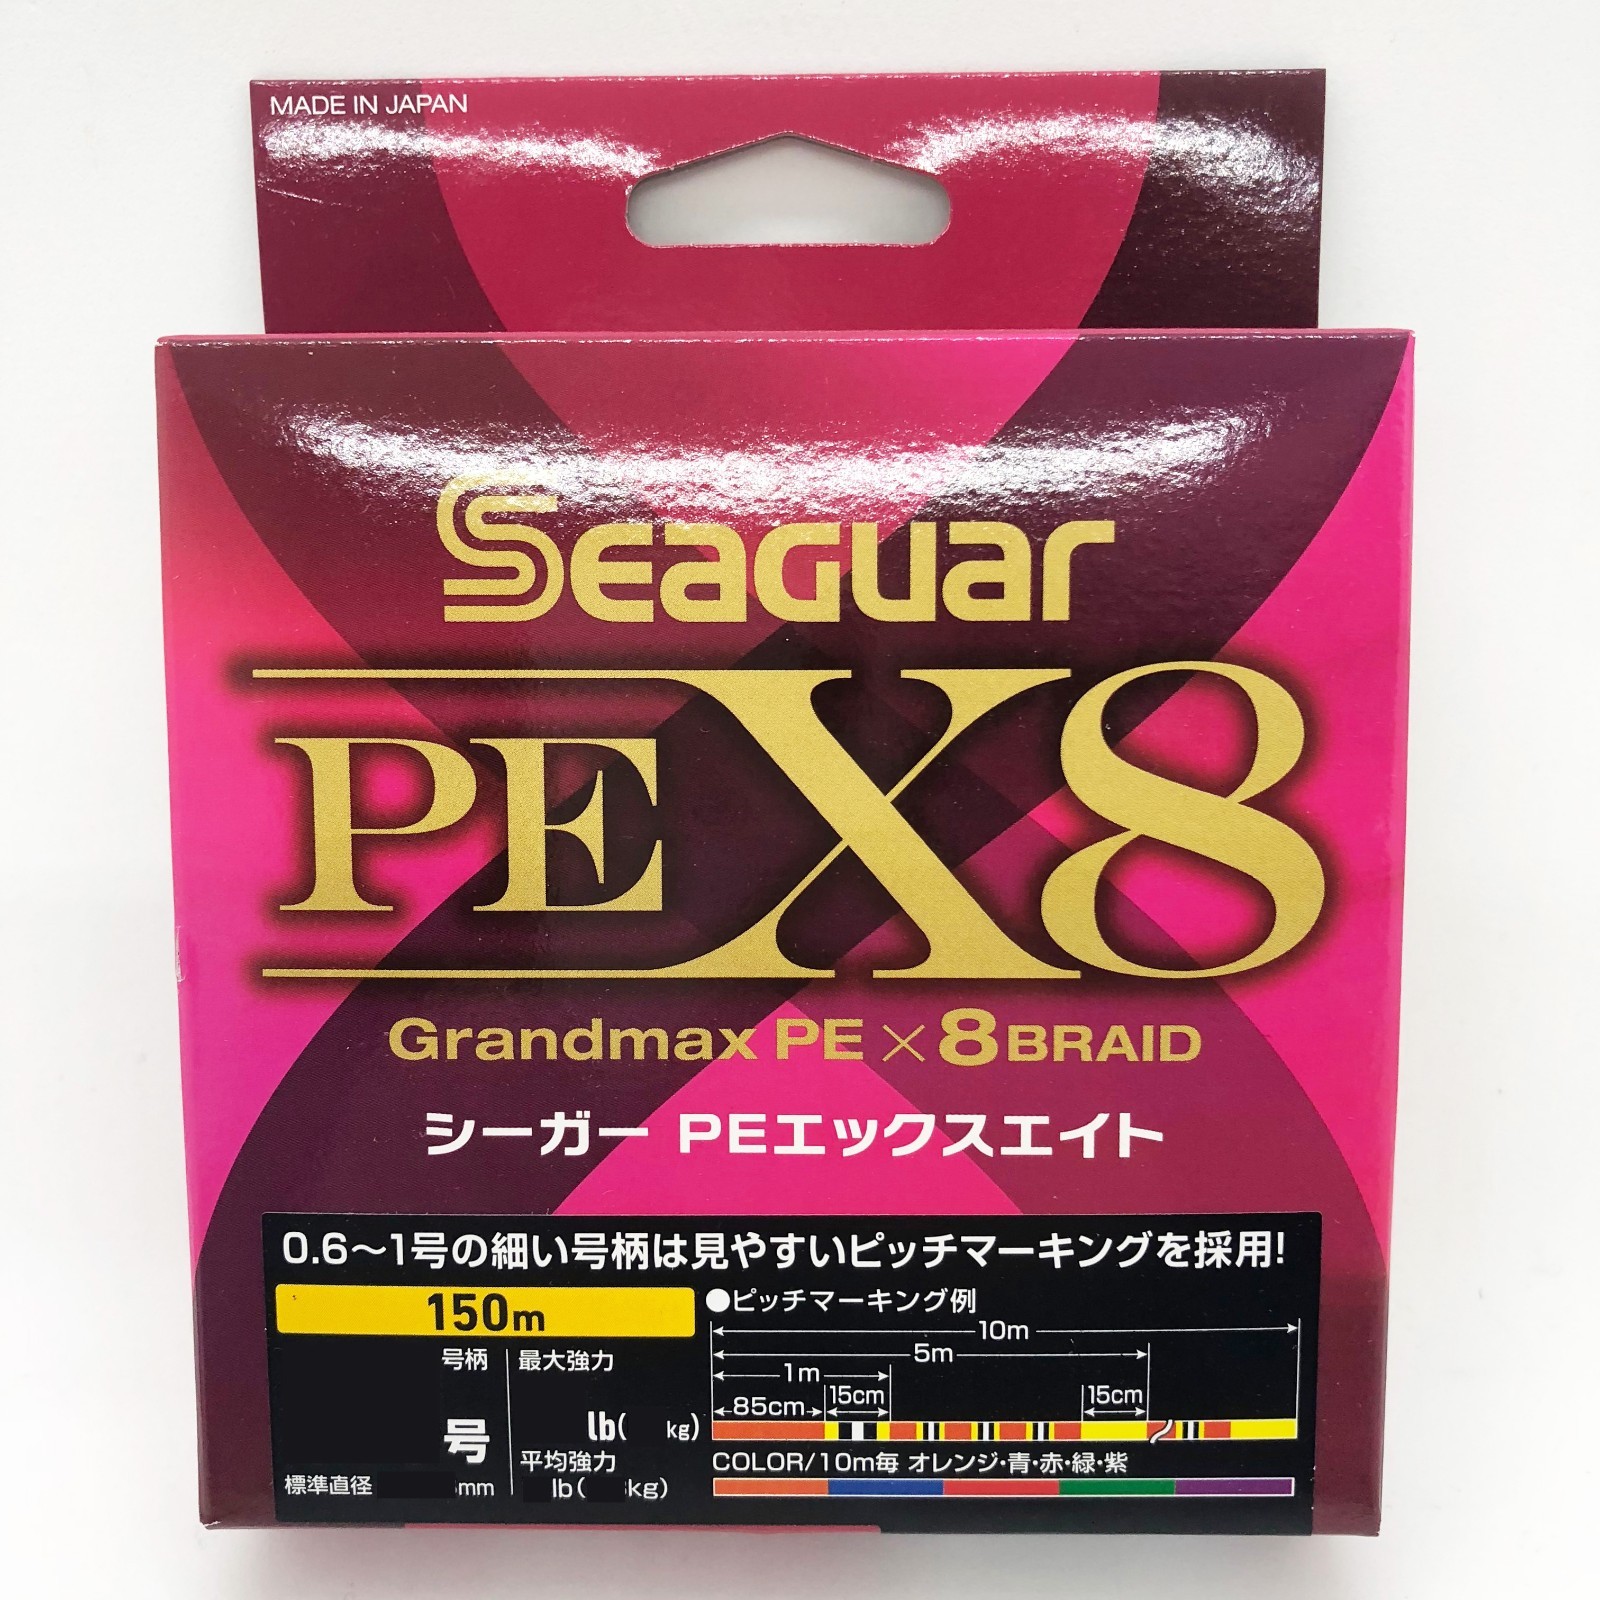 MADE IN JAPAN
SEAGUAR
PE X8
Grandmax PE × 8 BRAID
シーガー PEエックスエイト
0.6～1号の細い号柄は見やすいピッチマーキングを採用!
150m
●ピッチマーキング例
10m
5m
1m
85cm
15cm
15cm
号柄
号
標準直径 mm
最大強力
lb( kg)
平均強力
lb( kg)
COLOR/10m毎 オレンジ・青・赤・緑・紫